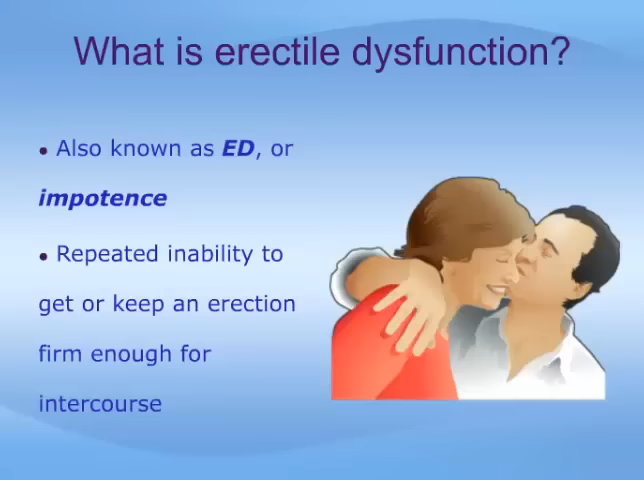 What is erectile dysfunction?
• Also known as ED, or
impotence
• Repeated inability to
get or keep an erection
firm enough for
intercourse